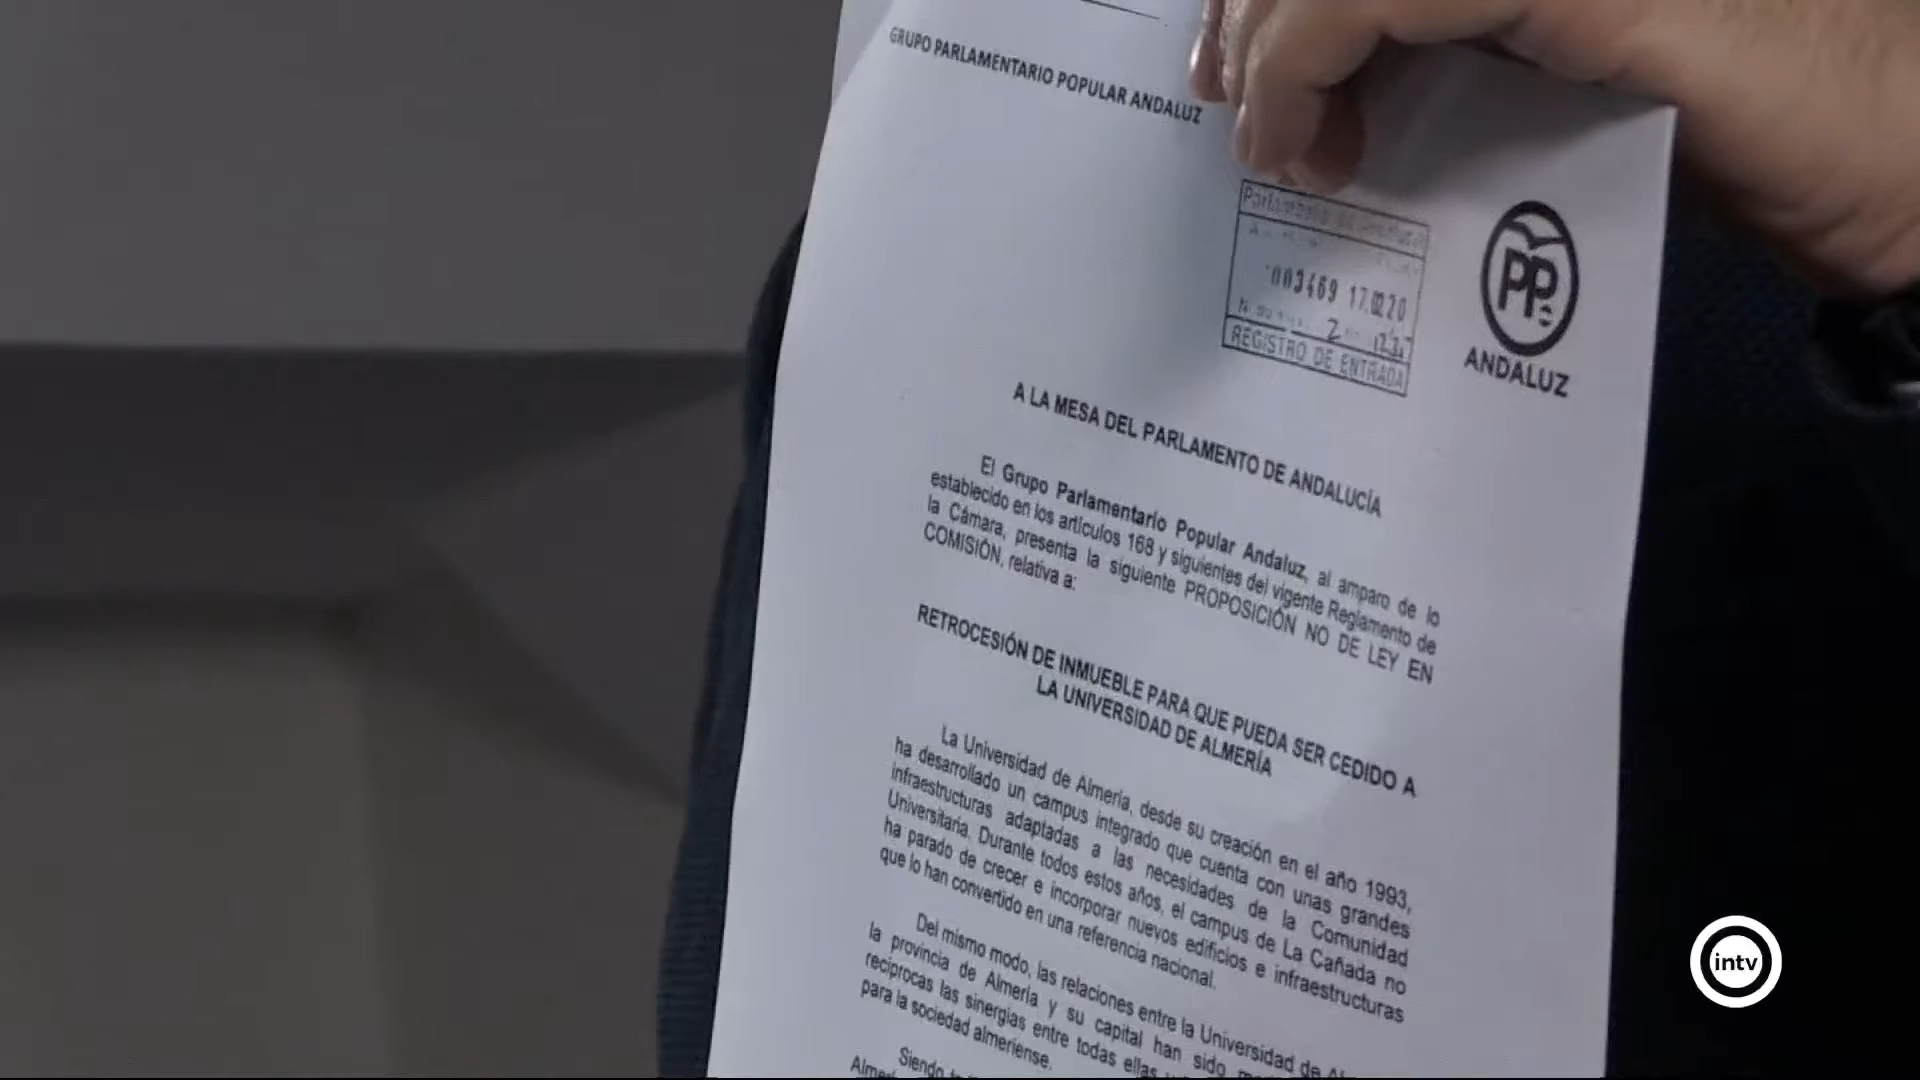 GRUPO PARLAMENTARIO POPULAR ANDALUZ
003469 17.02.20
REGISTRO DE ENTRADA
PP
ANDALUZ
A LA MESA DEL PARLAMENTO DE ANDALUCÍA
El Grupo Parlamentario Popular Andaluz, al amparo de lo
establecido en los artículos 168 y siguientes del vigente Reglamento de
la Cámara, presenta la siguiente PROPOSICIÓN NO DE LEY EN
COMISIÓN, relativa a:
RETROCESIÓN DE INMUEBLE PARA QUE PUEDA SER CEDIDO A
LA UNIVERSIDAD DE ALMERÍA
La Universidad de Almería, desde su creación en el año 1993,
ha desarrollado un campus integrado que cuenta con unas grandes
infraestructuras adaptadas a las necesidades de la Comunidad
Universitaria. Durante todos estos años, el campus de La Cañada no
ha parado de crecer e incorporar nuevos edificios e infraestructuras
que lo han convertido en una referencia nacional.
Del mismo modo, las relaciones entre la Universidad de
la provincia de Almería y su capital han sido
recíprocas las sinergias entre todas ellas
para la sociedad almeriense.
Siendo
intv